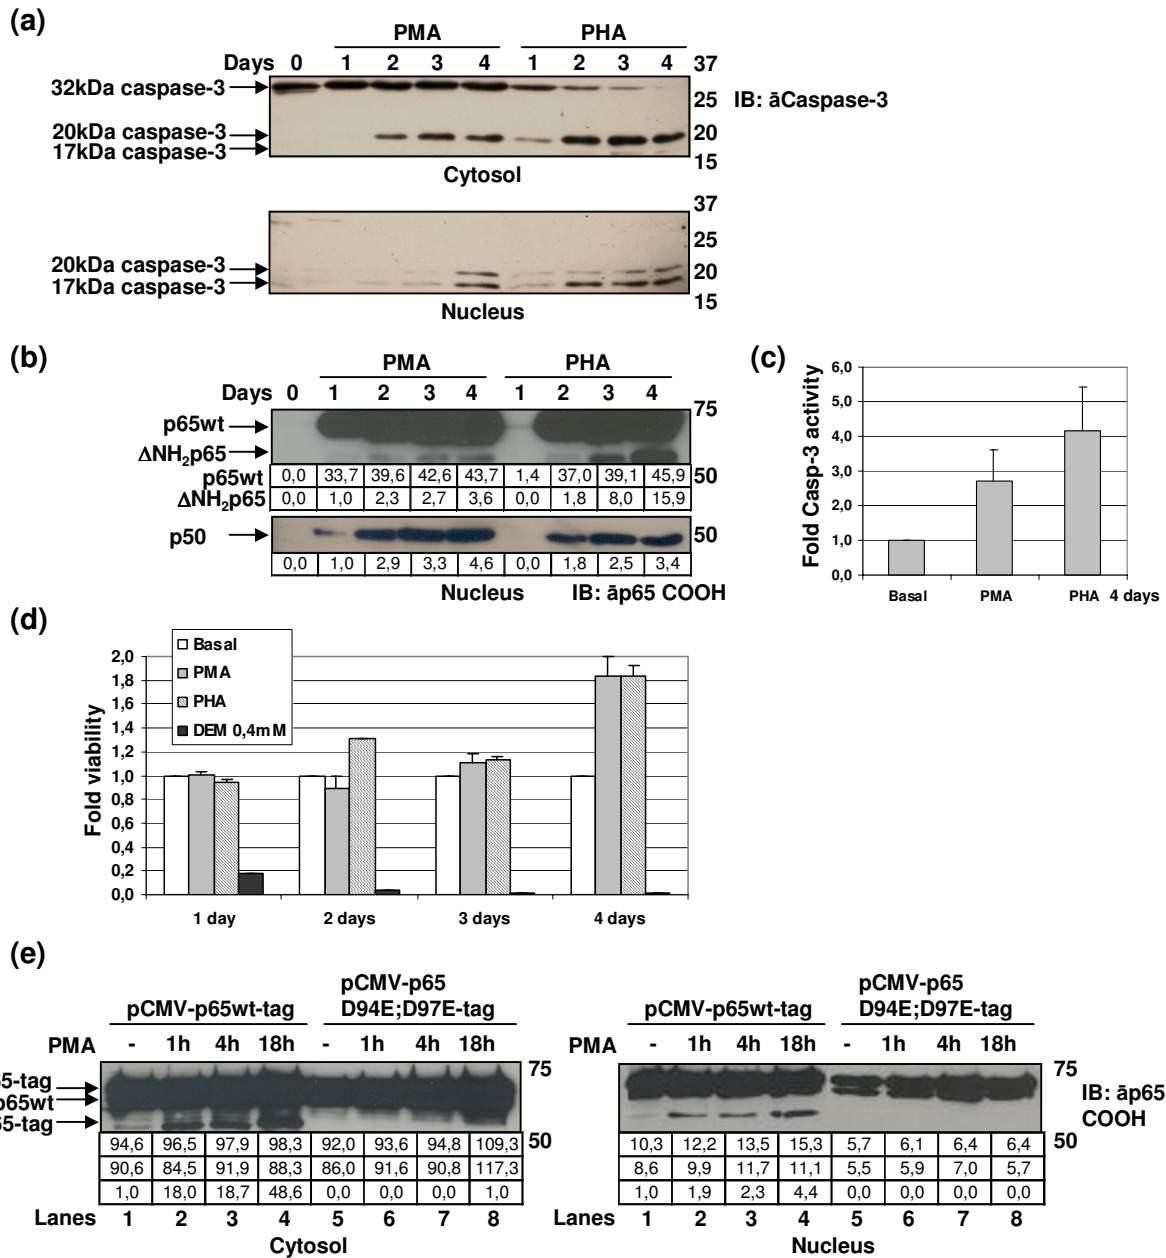 (a)
PMA PHA
Days 0 1 2 3 4 1 2 3 4 37
32kDa caspase-3
25 IB: āCaspase-3
20kDa caspase-3 20
17kDa caspase-3
15
Cytosol
37
25
20kDa caspase-3 20
17kDa caspase-3
15
Nucleus
(b)
PMA PHA
Days 0 1 2 3 4 1 2 3 4
75
p65wt
ΔNH2p65
p65wt 0,0 33,7 39,6 42,6 43,7 1,4 37,0 39,1 45,9 50
ΔNH2p65 0,0 1,0 2,3 2,7 3,6 0,0 1,8 8,0 15,9
p50 50
0,0 1,0 2,9 3,3 4,6 0,0 1,8 2,5 3,4
Nucleus IB: āp65 COOH
(c)
Fold Casp-3 activity
6,0
5,0
4,0
3,0
2,0
1,0
0,0
Basal PMA PHA 4 days
(d)
Basal
PMA
PHA
DEM 0,4mM
Fold viability
2,0
1,8
1,6
1,4
1,2
1,0
0,8
0,6
0,4
0,2
0,0
1 day 2 days 3 days 4 days
(e)
pCMV-p65wt-tag pCMV-p65 D94E;D97E-tag
PMA - 1h 4h 18h - 1h 4h 18h
75
65-tag
p65wt
65-tag
50
94,6 96,5 97,9 98,3 92,0 93,6 94,8 109,3
90,6 84,5 91,9 88,3 86,0 91,6 90,8 117,3
1,0 18,0 18,7 48,6 0,0 0,0 0,0 1,0
Lanes 1 2 3 4 5 6 7 8
Cytosol
pCMV-p65wt-tag pCMV-p65 D94E;D97E-tag
PMA - 1h 4h 18h - 1h 4h 18h
75
IB: āp65
COOH
50
10,3 12,2 13,5 15,3 5,7 6,1 6,4 6,4
8,6 9,9 11,7 11,1 5,5 5,9 7,0 5,7
1,0 1,9 2,3 4,4 0,0 0,0 0,0 0,0
Lanes 1 2 3 4 5 6 7 8
Nucleus